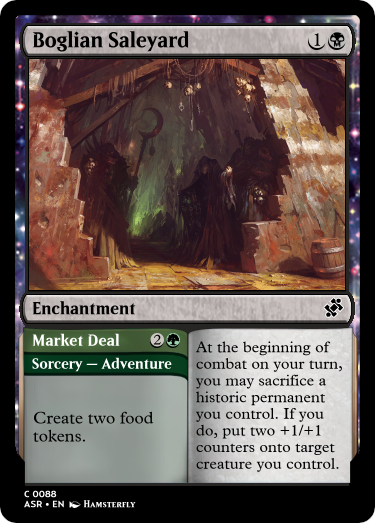 Boglian Saleyard 1
Enchantment
Market Deal 2
Sorcery — Adventure
Create two food
tokens.
At the beginning of
combat on your turn,
you may sacrifice a
historic permanent
you control. If you
do, put two +1/+1
counters onto target
creature you control.
C 0088
ASR • EN Hamsterfly